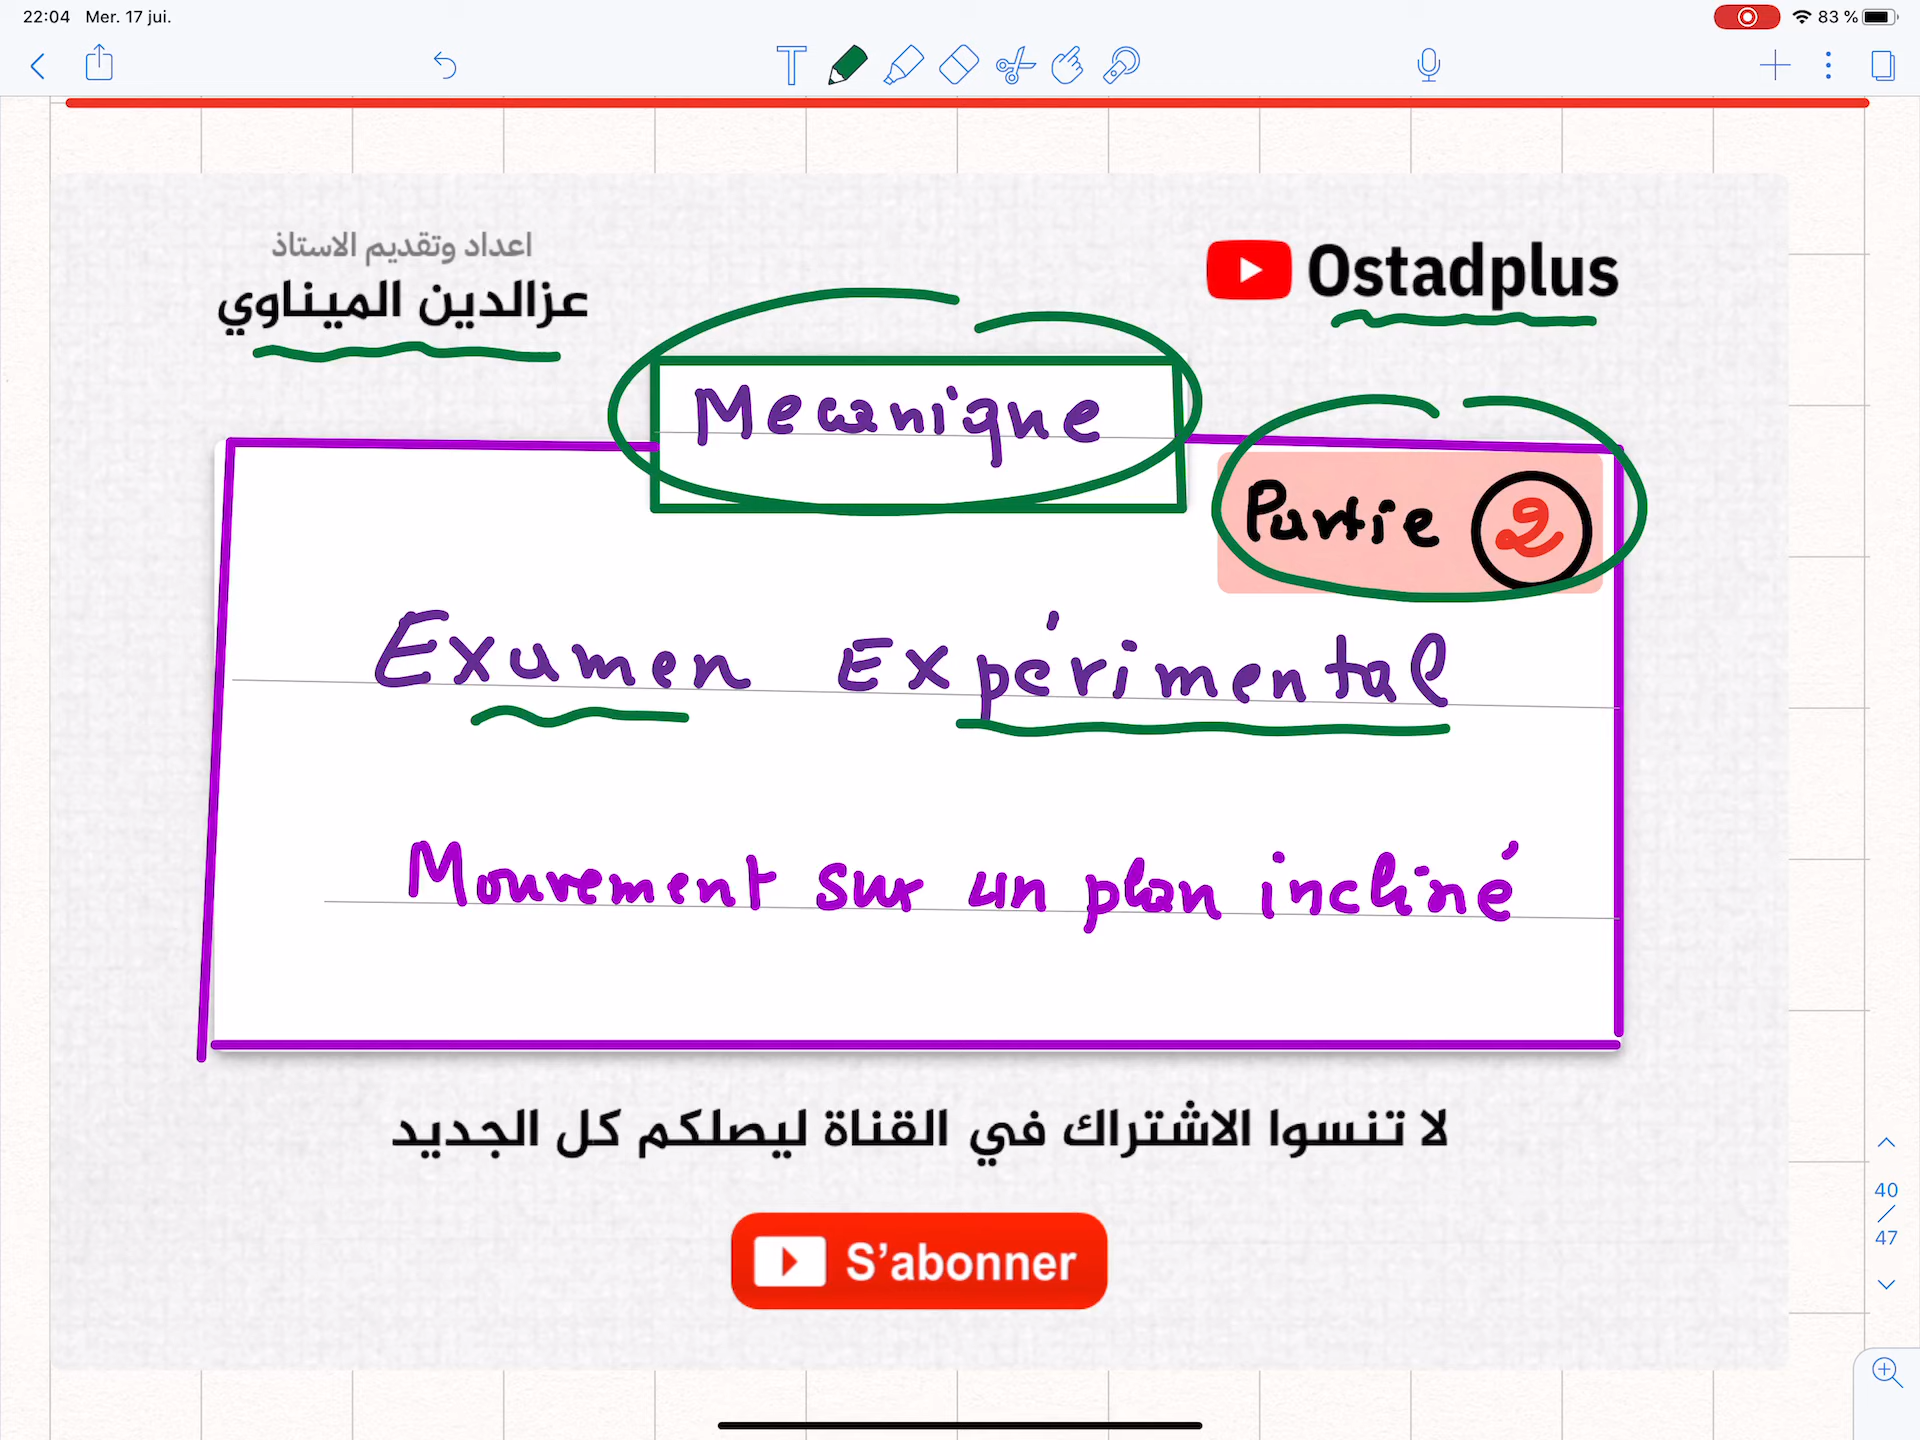 22:04 Mer. 17 jui.
83 %
اعداد وتقديم الاستاذ
عزالدين الميناوي
Ostadplus
Mecanique
Partie 2
Examen Expérimental
Mouvement sur un plan incliné
لا تنسوا الاشتراك في القناة ليصلكم كل الجديد
S'abonner
40
/
47